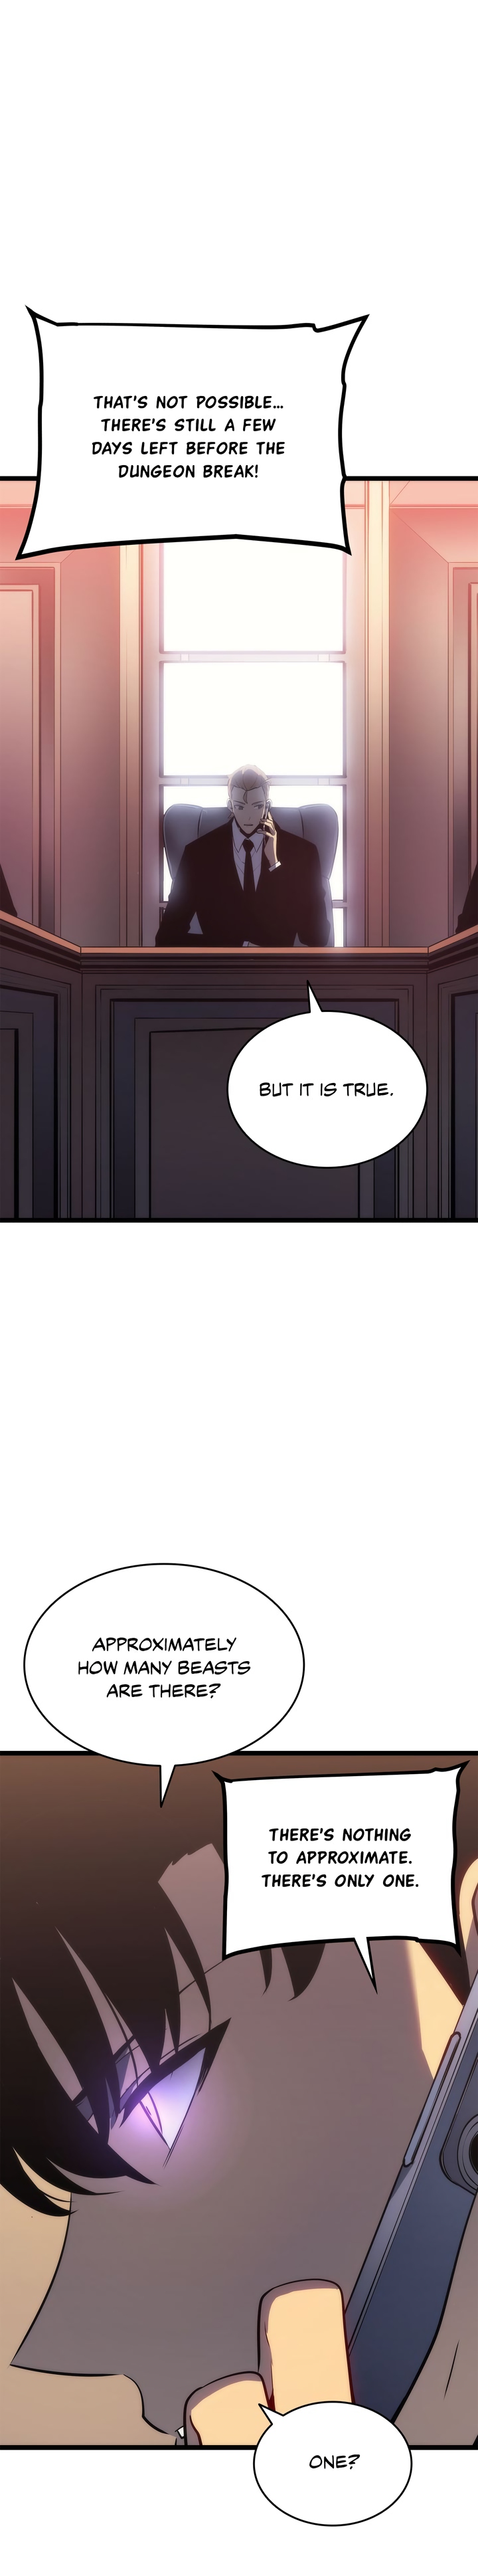 THAT'S NOT POSSIBLE...
THERE'S STILL A FEW
DAYS LEFT BEFORE THE
DUNGEON BREAK!
BUT IT IS TRUE.
APPROXIMATELY
HOW MANY BEASTS
ARE THERE?
THERE'S NOTHING
TO APPROXIMATE.
THERE'S ONLY ONE.
ONE?